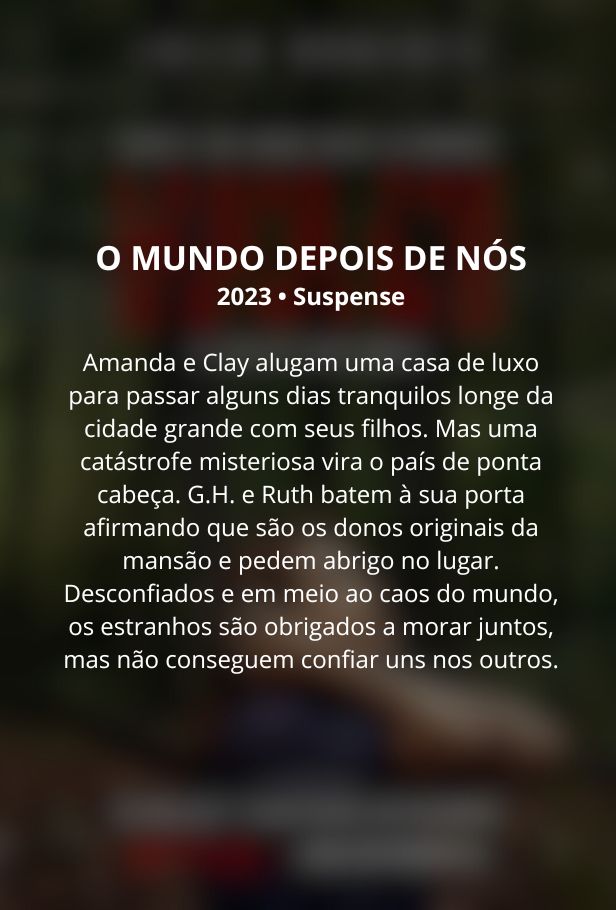 O MUNDO DEPOIS DE NÓS
2023 • Suspense
Amanda e Clay alugam uma casa de luxo
para passar alguns dias tranquilos longe da
cidade grande com seus filhos. Mas uma
catástrofe misteriosa vira o país de ponta
cabeça. G.H. e Ruth batem à sua porta
afirmando que são os donos originais da
mansão e pedem abrigo no lugar.
Desconfiados e em meio ao caos do mundo,
os estranhos são obrigados a morar juntos,
mas não conseguem confiar uns nos outros.